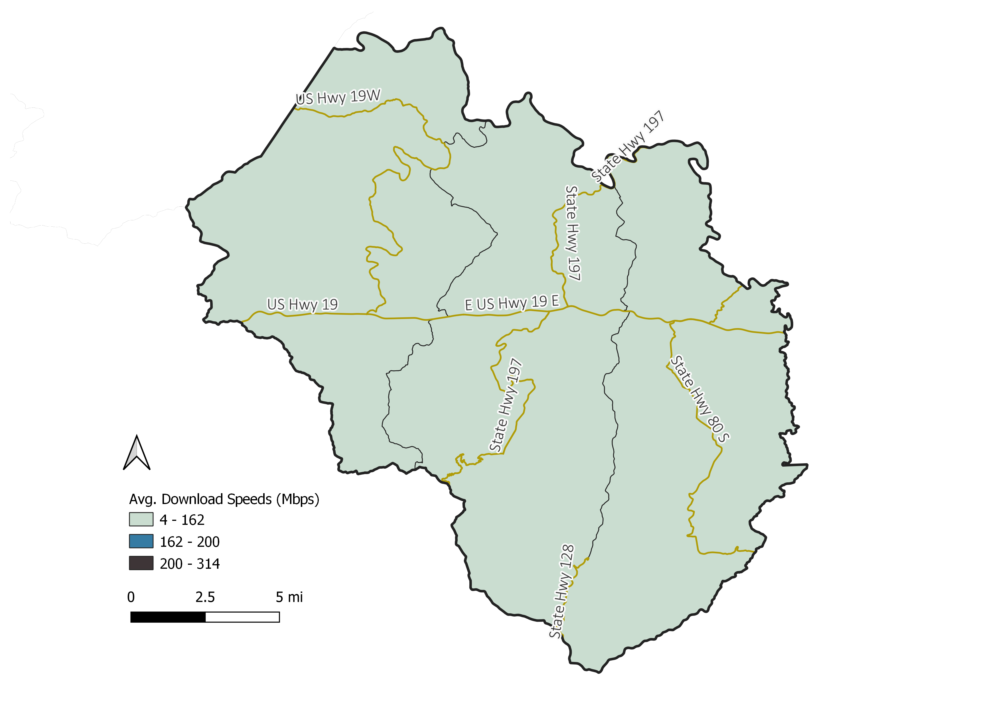 US Hwy 19W
State Hwy 197
State Hwy 197
US Hwy 19
E US Hwy 19 E
State Hwy 197
State Hwy 80 S
State Hwy 128
Avg. Download Speeds (Mbps)
4 - 162
162 - 200
200 - 314
0 2.5 5 mi